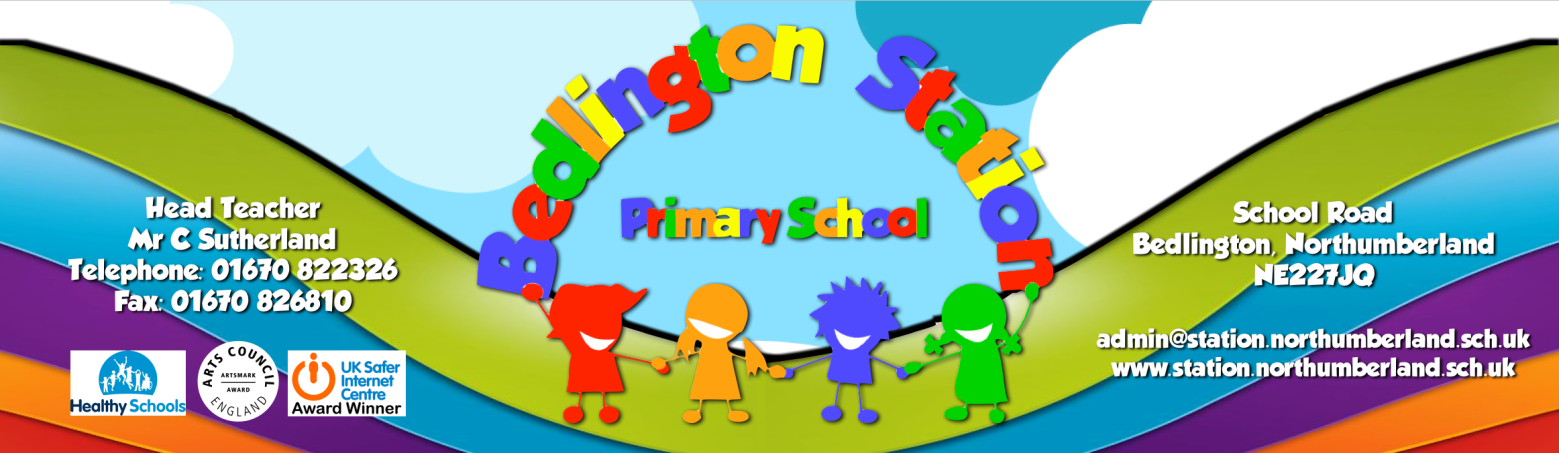 Bedlington Station
Primary School
Head Teacher
Mr C Sutherland
Telephone: 01670 822326
Fax: 01670 826810
Healthy Schools
ARTS COUNCIL
ARTSMARK
AWARD
ENGLAND
UK Safer
Internet
Centre
Award Winner
School Road
Bedlington, Northumberland
NE227JQ
admin@station.northumberland.sch.uk
www.station.northumberland.sch.uk